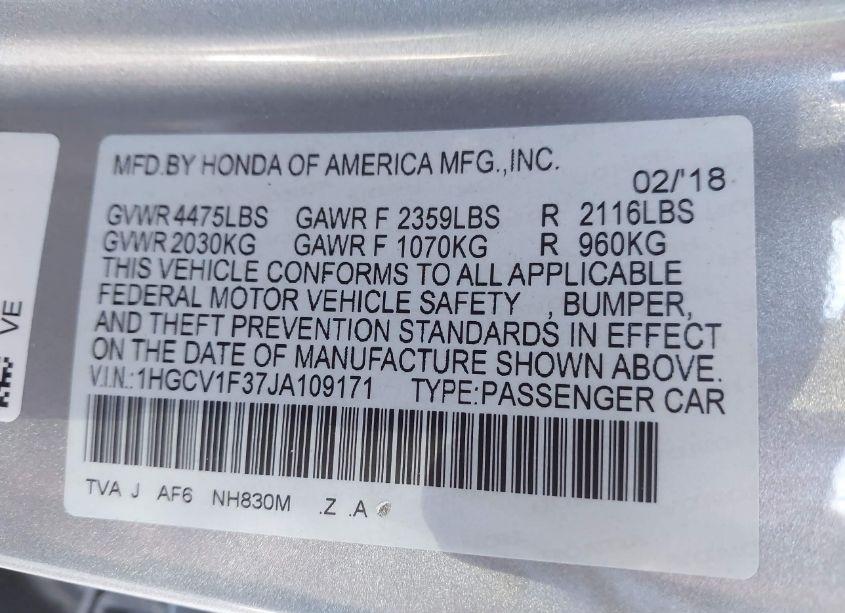 MFD.BY HONDA OF AMERICA MFG.,INC.
02/'18
GVWR 4475LBS GAWR F 2359LBS R 2116LBS
GVWR 2030KG GAWR F 1070KG R 960KG
THIS VEHICLE CONFORMS TO ALL APPLICABLE
FEDERAL MOTOR VEHICLE SAFETY , BUMPER,
AND THEFT PREVENTION STANDARDS IN EFFECT
ON THE DATE OF MANUFACTURE SHOWN ABOVE.
V.I.N.:1HGCV1F37JA109171 TYPE:PASSENGER CAR
TVA J AF6 NH830M .Z .A
VE